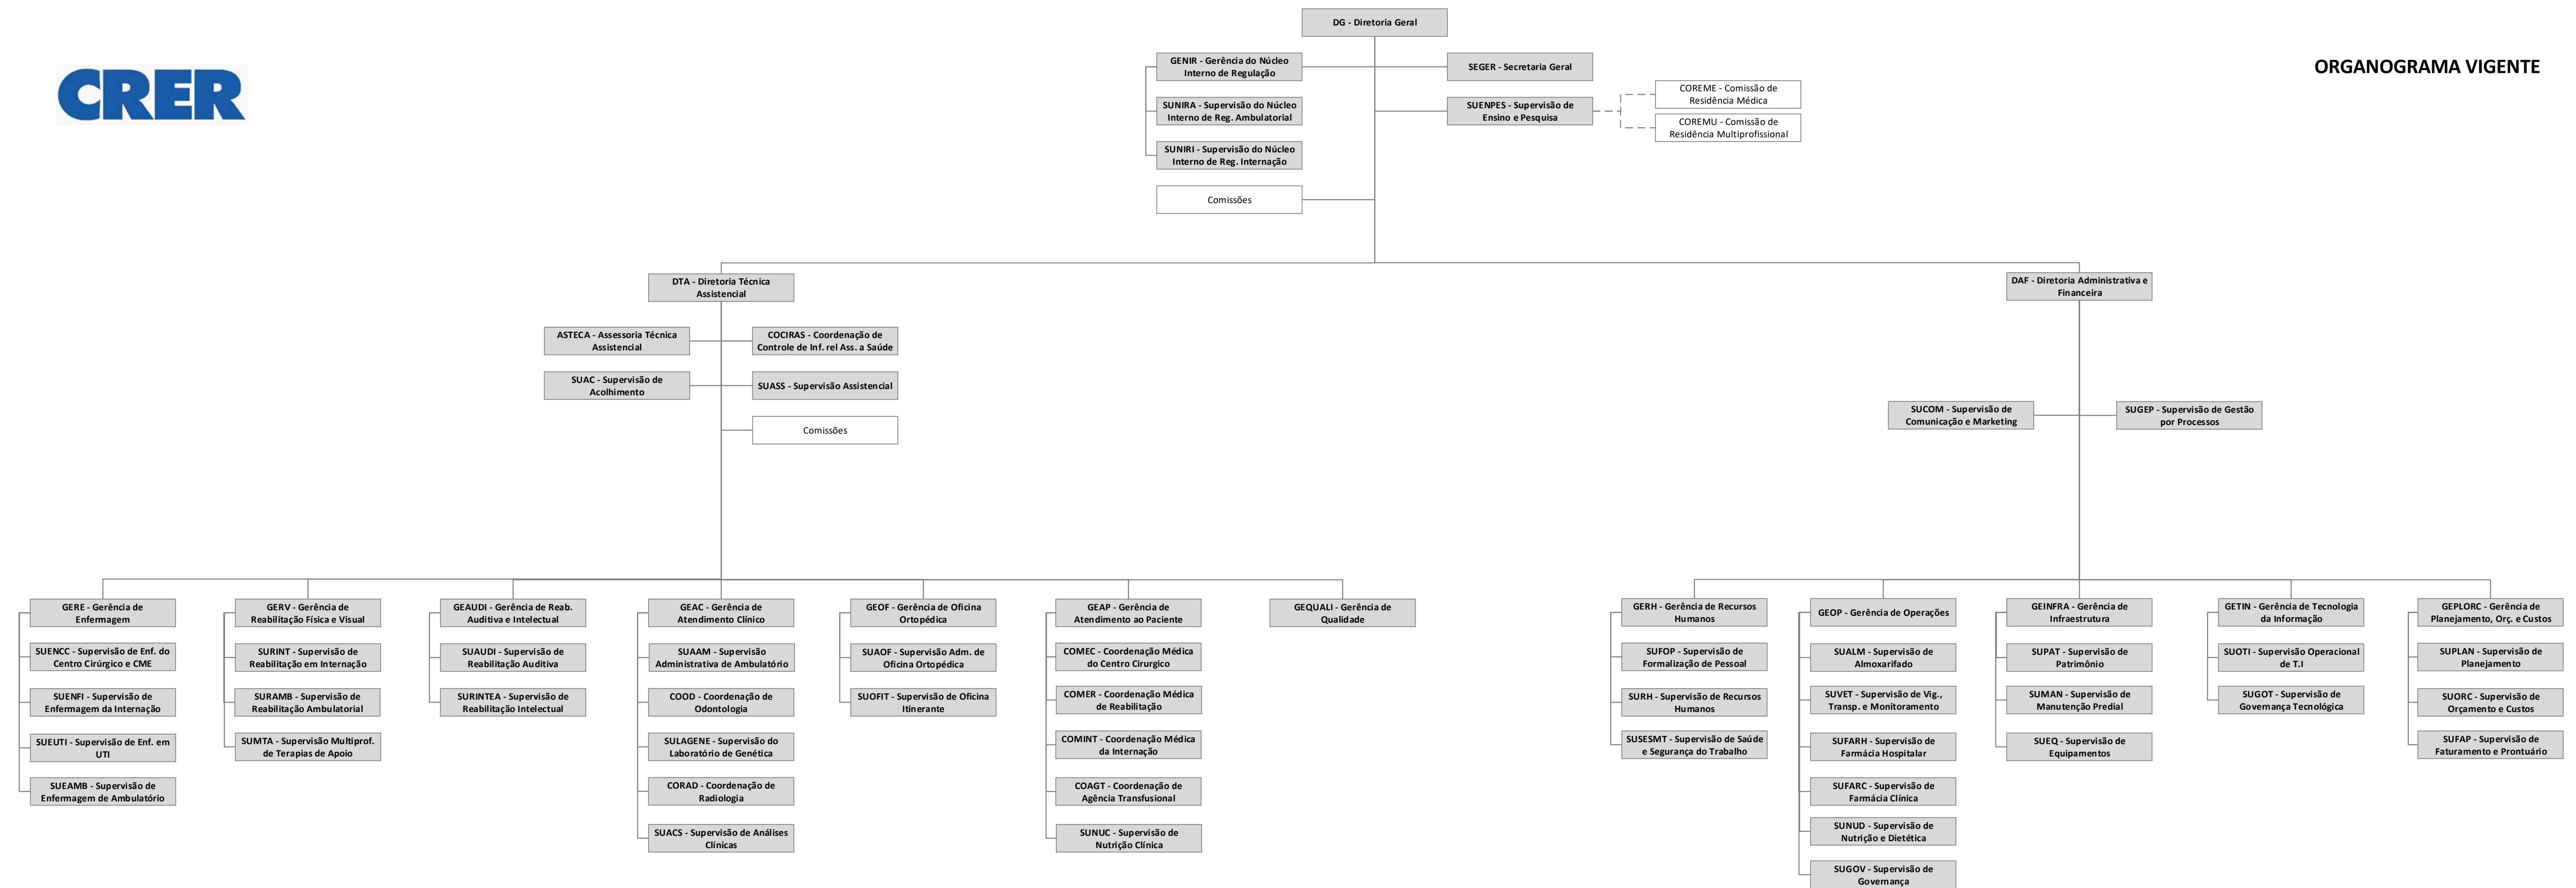 DG - Diretoria Geral
CRER
ORGANOGRAMA VIGENTE
GENIR - Gerência do Núcleo
Interno de Regulação
SEGER - Secretaria Geral
SUNIRA - Supervisão do Núcleo
Interno de Reg. Ambulatorial
SUENPES - Supervisão de
Ensino e Pesquisa
COREME - Comissão de
Residência Médica
COREMU - Comissão de
Residência Multiprofissional
SUNIRI - Supervisão do Núcleo
Interno de Reg. Internação
Comissões
DTA - Diretoria Técnica
Assistencial
ASTECA - Assessoria Técnica
Assistencial
COCIRAS - Coordenação de
Controle de Inf. rel Ass. a Saúde
SUAC - Supervisão de
Acolhimento
SUASS - Supervisão Assistencial
Comissões
DAF - Diretoria Administrativa e
Financeira
SUCOM - Supervisão de
Comunicação e Marketing
SUGEP - Supervisão de Gestão
por Processos
GERE - Gerência de
Enfermagem
SUENCC - Supervisão de Enf. do
Centro Cirúrgico e CME
SUENFI - Supervisão de
Enfermagem da Internação
SUEUTI - Supervisão de Enf. em
UTI
SUEAMB - Supervisão de
Enfermagem de Ambulatório
GERV - Gerência de
Reabilitação Física e Visual
SURINT - Supervisão de
Reabilitação em Internação
SURAMB - Supervisão de
Reabilitação Ambulatorial
SUMTA - Supervisão Multiprof.
de Terapias de Apoio
GEAUDI - Gerência de Reab.
Auditiva e Intelectual
SUAUDI - Supervisão de
Reabilitação Auditiva
SURINTEA - Supervisão de
Reabilitação Intelectual
GEAC - Gerência de
Atendimento Clínico
SUAAM - Supervisão
Administrativa de Ambulatório
COOD - Coordenação de
Odontologia
SULAGENE - Supervisão do
Laboratório de Genética
CORAD - Coordenação de
Radiologia
SUACS - Supervisão de Análises
Clínicas
GEOF - Gerência de Oficina
Ortopédica
SUAOF - Supervisão Adm. de
Oficina Ortopédica
SUOFIT - Supervisão de Oficina
Itinerante
GEAP - Gerência de
Atendimento ao Paciente
COMEC - Coordenação Médica
do Centro Cirurgico
COMER - Coordenação Médica
de Reabilitação
COMINT - Coordenação Médica
da Internação
COAGT - Coordenação de
Agência Transfusional
SUNUC - Supervisão de
Nutrição Clínica
GEQUALI - Gerência de
Qualidade
GERH - Gerência de Recursos
Humanos
SUFOP - Supervisão de
Formalização de Pessoal
SURH - Supervisão de Recursos
Humanos
SUSESMT - Supervisão de Saúde
e Segurança do Trabalho
GEOP - Gerência de Operações
SUALM - Supervisão de
Almoxarifado
SUVET - Supervisão de Vig.,
Transp. e Monitoramento
SUFARH - Supervisão de
Farmácia Hospitalar
SUFARC - Supervisão de
Farmácia Clínica
SUNUD - Supervisão de
Nutrição e Dietética
SUGOV - Supervisão de
Governança
GEINFRA - Gerência de
Infraestrutura
SUPAT - Supervisão de
Patrimônio
SUMAN - Supervisão de
Manutenção Predial
SUEQ - Supervisão de
Equipamentos
GETIN - Gerência de Tecnologia
da Informação
SUOTI - Supervisão Operacional
de T.I
SUGOT - Supervisão de
Governança Tecnológica
GEPLORC - Gerência de
Planejamento, Orç. e Custos
SUPLAN - Supervisão de
Planejamento
SUORC - Supervisão de
Orçamento e Custos
SUFAP - Supervisão de
Faturamento e Prontuário